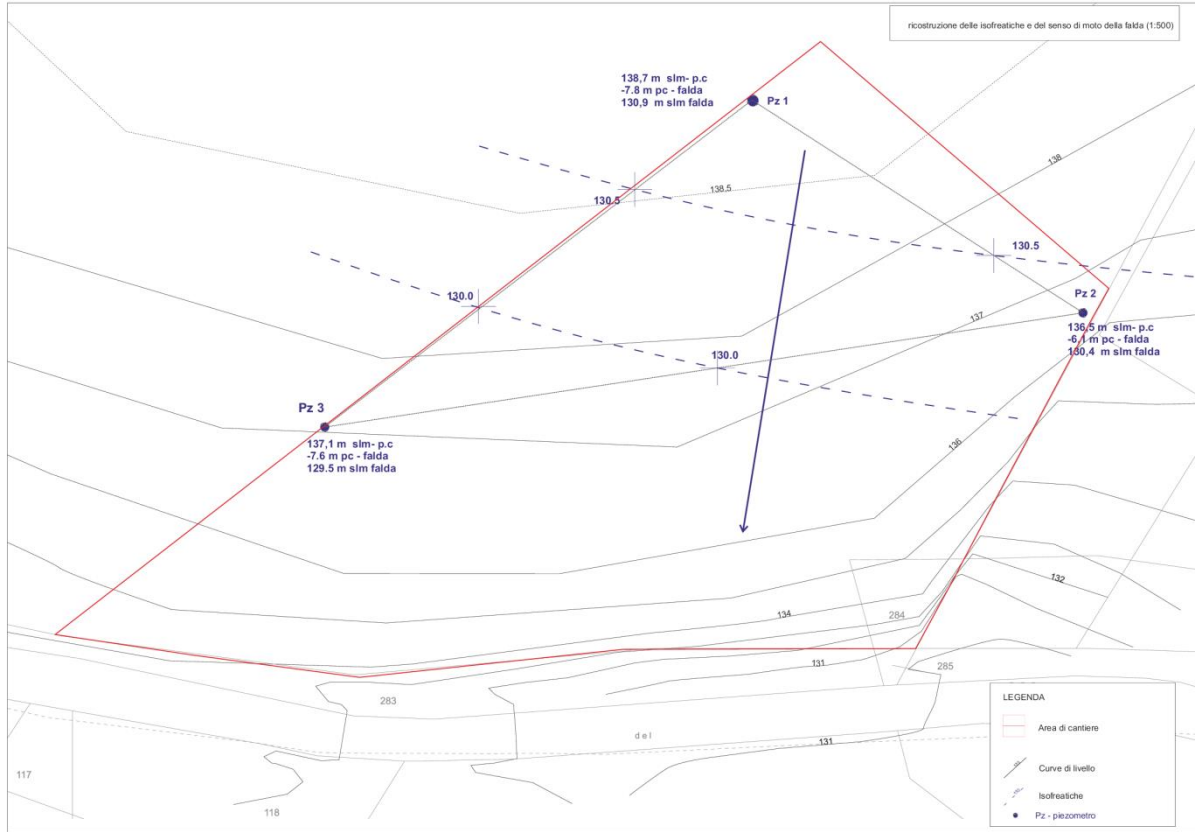 ricostruzione delle isofreatiche e del senso di moto della falda (1:500)
138,7 m slm- p.c
-7.8 m pc - falda
130,9 m slm falda
Pz 1
138
138.5
130.5
130.5
130.0
Pz 2
137
136,5 m slm- p.c
-6.1 m pc - falda
130,4 m slm falda
130.0
Pz 3
137,1 m slm- p.c
-7.6 m pc - falda
129.5 m slm falda
136
132
134
284
131
285
283
del
131
117
118
LEGENDA
Area di cantiere
Curve di livello
Isofreatiche
Pz - piezometro